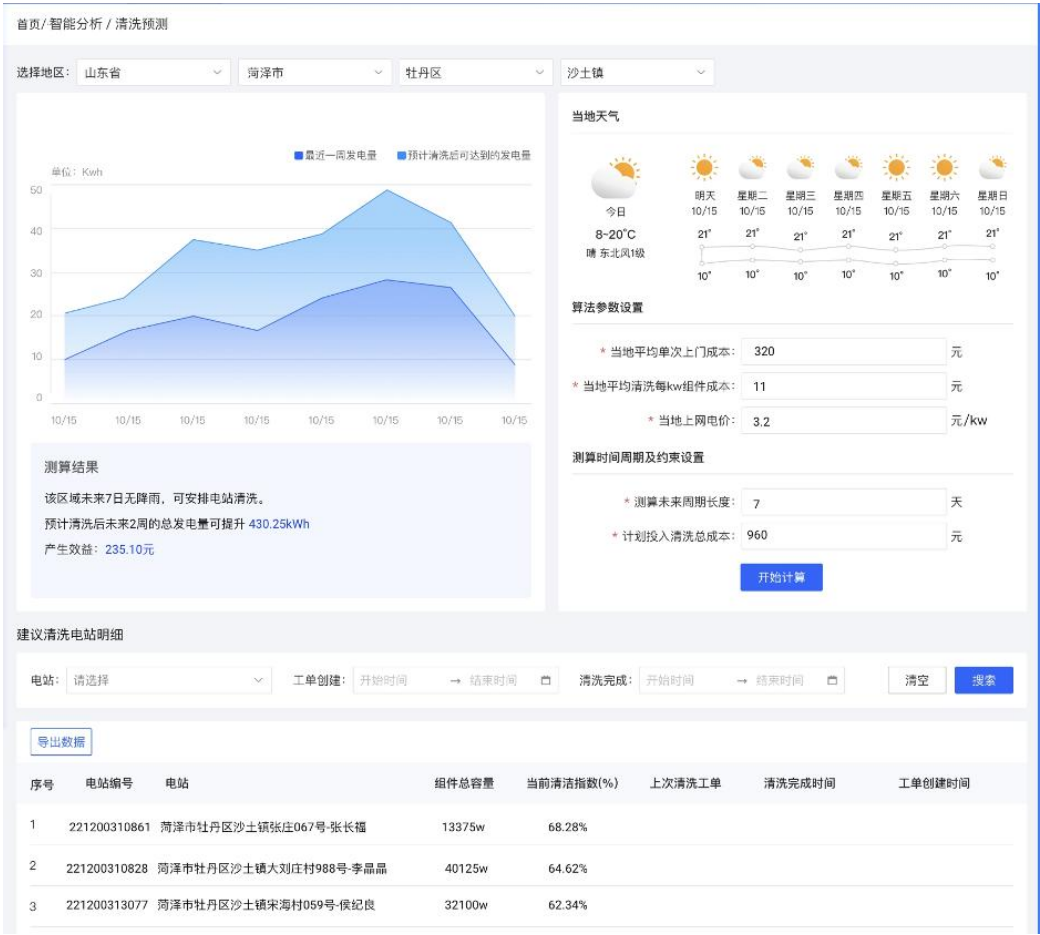 首页/ 智能分析 / 清洗预测
选择地区: 山东省 菏泽市 牡丹区 沙土镇
最近一周发电量 预计清洗后可达到的发电量
单位: Kwh
50
40
30
20
10
0
10/15 10/15 10/15 10/15 10/15 10/15 10/15 10/15
测算结果
该区域未来7日无降雨，可安排电站清洗。
预计清洗后未来2周的总发电量可提升 430.25kWh
产生效益: 235.10元
当地天气
今日
8~20°C
晴 东北风1级
明天 星期二 星期三 星期四 星期五 星期六 星期日
10/15 10/15 10/15 10/15 10/15 10/15 10/15
21° 21° 21° 21° 21° 21° 21°
10° 10° 10° 10° 10° 10° 10°
算法参数设置
* 当地平均单次上门成本: 320 元
* 当地平均清洗每kw组件成本: 11 元
* 当地上网电价: 3.2 元/kw
测算时间周期及约束设置
* 测算未来周期长度: 7 天
* 计划投入清洗总成本: 960 元
开始计算
建议清洗电站明细
电站: 请选择 工单创建: 开始时间 → 结束时间 清洗完成: 开始时间 → 结束时间 清空 搜索
导出数据
序号 电站编号 电站 组件总容量 当前清洁指数(%) 上次清洗工单 清洗完成时间 工单创建时间
1 221200310861 菏泽市牡丹区沙土镇张庄067号-张长福 13375w 68.28%
2 221200310828 菏泽市牡丹区沙土镇大刘庄村988号-李晶晶 40125w 64.62%
3 221200313077 菏泽市牡丹区沙土镇宋海村059号-侯纪良 32100w 62.34%